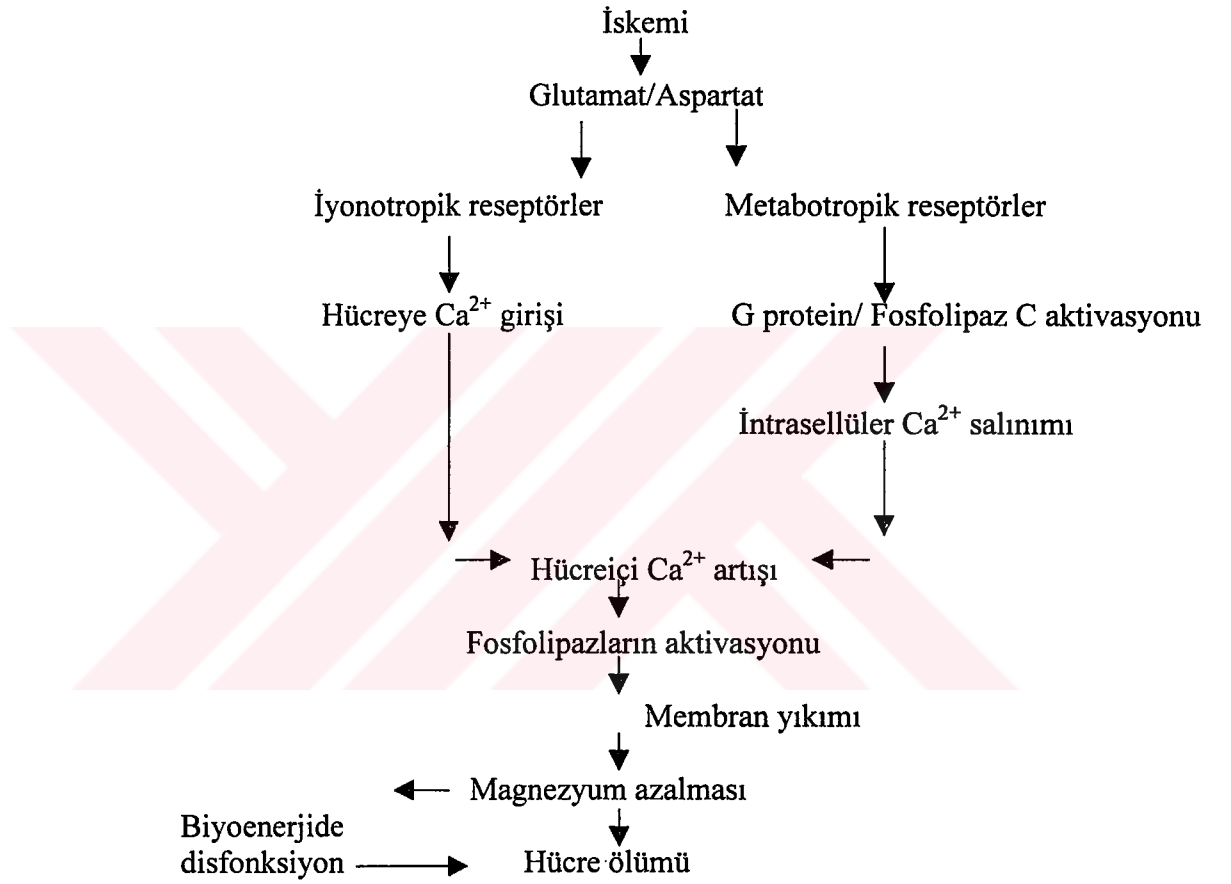 İskemi
Glutamat/Aspartat
İyonotropik reseptörler
Metabotropik reseptörler
Hücreye Ca²⁺ girişi
G protein/ Fosfolipaz C aktivasyonu
İntrasellüler Ca²⁺ salınımı
Hücreiçi Ca²⁺ artışı
Fosfolipazların aktivasyonu
Membran yıkımı
Magnezyum azalması
Biyoenerjide
disfonksiyon
Hücre ölümü